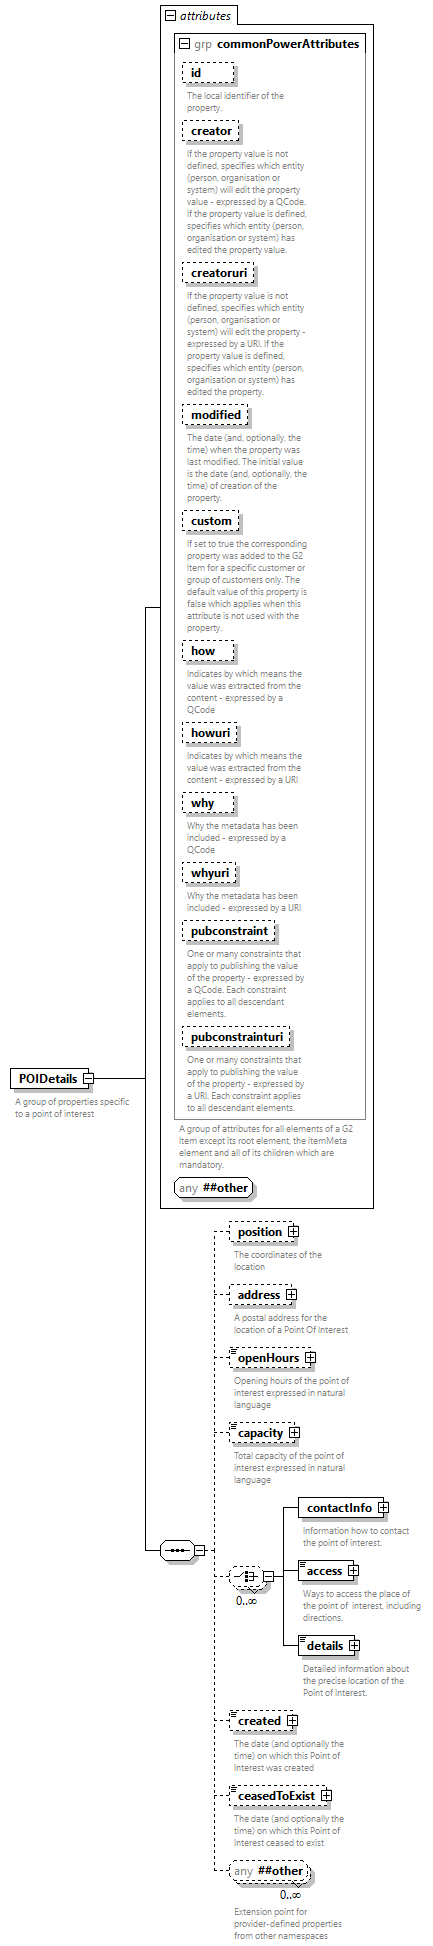 attributes
grp commonPowerAttributes
id
The local identifier of the
property.
creator
If the property value is not
defined, specifies which entity
(person, organisation or
system) will edit the property
value - expressed by a QCode.
If the property value is defined,
specifies which entity (person,
organisation or system) has
edited the property value.
creatoruri
If the property value is not
defined, specifies which entity
(person, organisation or
system) will edit the property -
expressed by a URI. If the
property value is defined,
specifies which entity (person,
organisation or system) has
edited the property.
modified
The date (and, optionally, the
time) when the property was
last modified. The initial value
is the date (and, optionally, the
time) of creation of the
property.
custom
If set to true the corresponding
property was added to the G2
Item for a specific customer or
group of customers only. The
default value of this property is
false which applies when this
attribute is not used with the
property.
how
Indicates by which means the
value was extracted from the
content - expressed by a
QCode
howuri
Indicates by which means the
value was extracted from the
content - expressed by a URI
why
Why the metadata has been
included - expressed by a
QCode
whyuri
Why the metadata has been
included - expressed by a URI
pubconstraint
One or many constraints that
apply to publishing the value
of the property - expressed by
a QCode. Each constraint
applies to all descendant
elements.
pubconstrainturi
One or many constraints that
apply to publishing the value
of the property - expressed by
a URI. Each constraint applies
to all descendant elements.
A group of attributes for all elements of a G2
Item except its root element, the itemMeta
element and all of its children which are
mandatory.
any ##other
POIDetails
A group of properties specific
to a point of interest
position
The coordinates of the
location
address
A postal address for the
location of a Point Of Interest
openHours
Opening hours of the point of
interest expressed in natural
language
capacity
Total capacity of the point of
interest expressed in natural
language
contactInfo
Information how to contact
the point of interest.
access
Ways to access the place of
the point of  interest, including
directions.
details
Detailed information about
the precise location of the
Point of Interest.
0..∞
created
The date (and optionally the
time) on which this Point of
Interest was created
ceasedToExist
The date (and optionally the
time) on which this Point of
Interest ceased to exist
any ##other
0..∞
Extension point for
provider-defined properties
from other namespaces